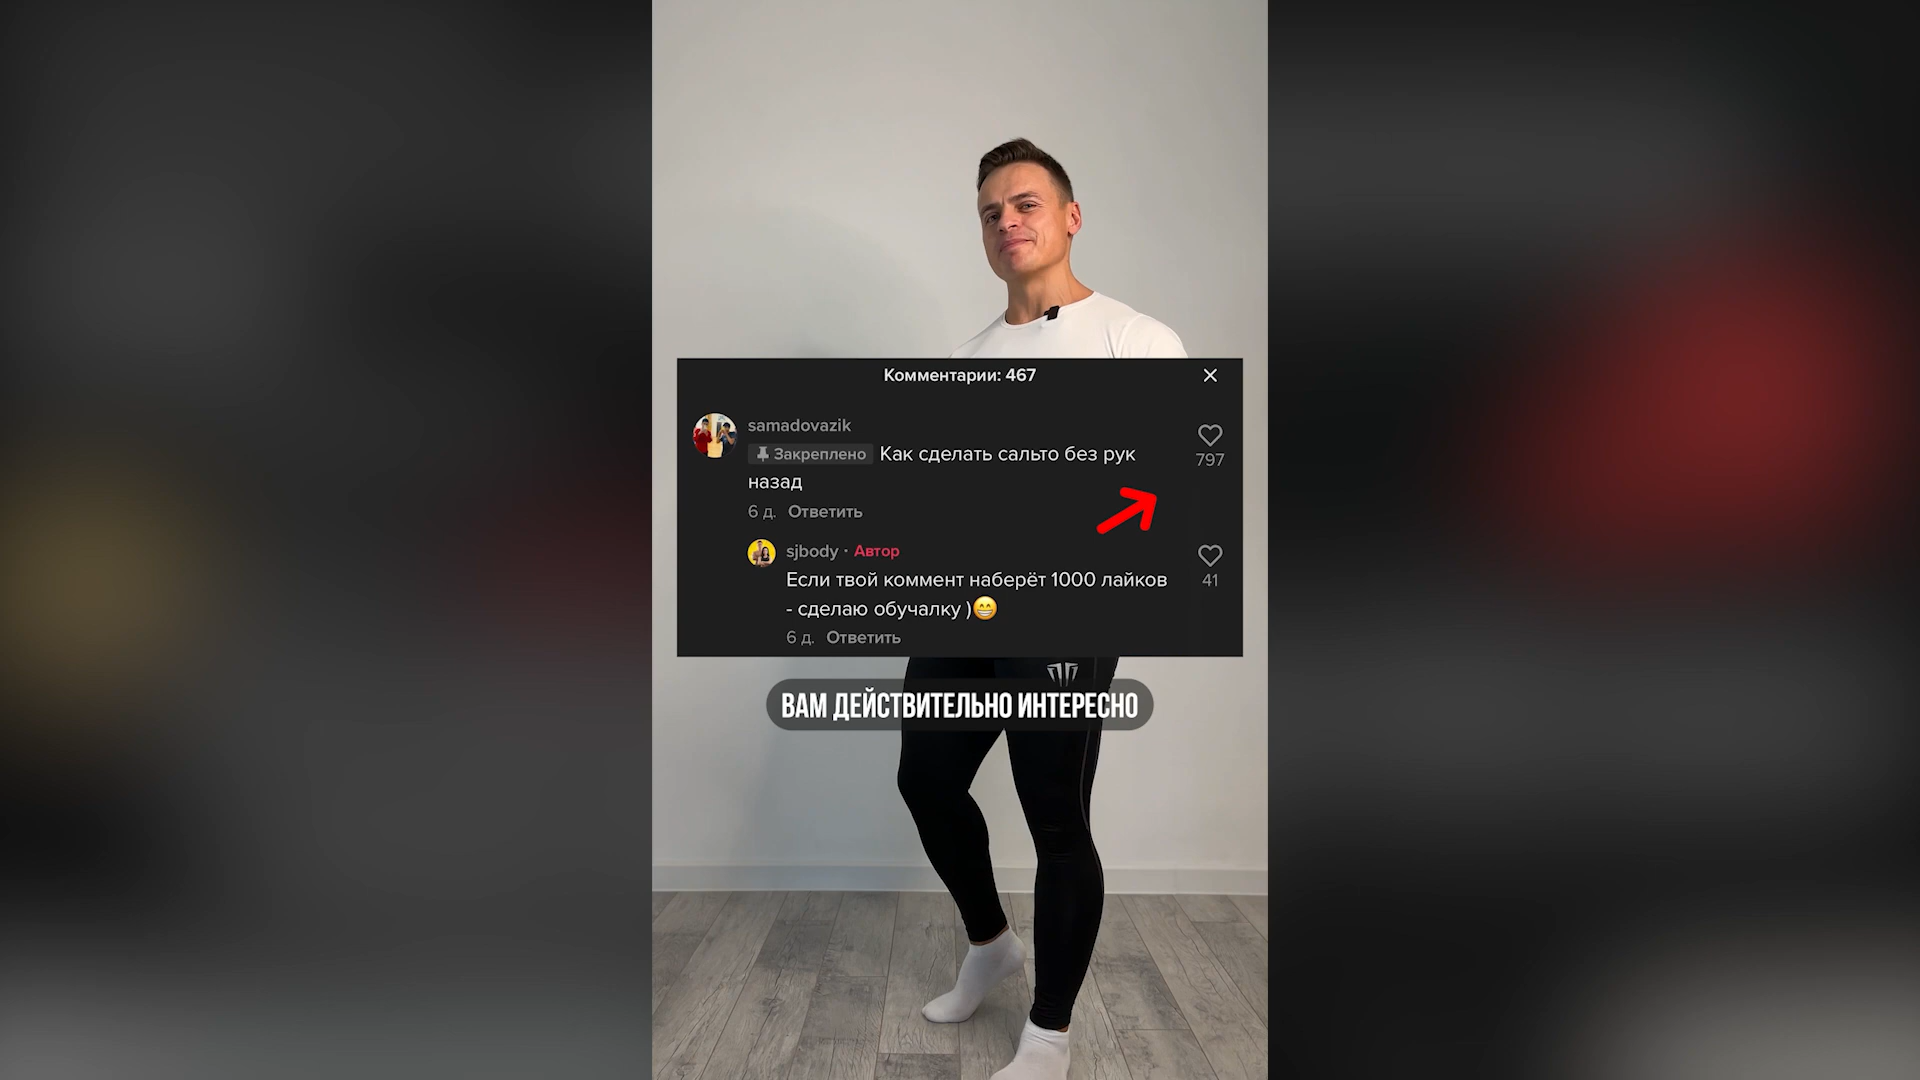 Комментарии: 467
samadovazik
Закреплено Как сделать сальто без рук
797
назад
6 д. Ответить
sjbody · Автор
Если твой коммент наберёт 1000 лайков
41
- сделаю обучалку )😁
6 д. Ответить
ВАМ ДЕЙСТВИТЕЛЬНО ИНТЕРЕСНО